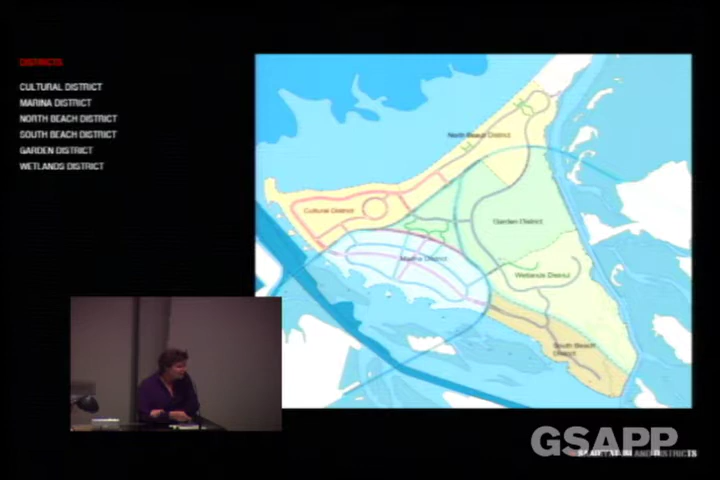 DISTRICTS
CULTURAL DISTRICT
MARINA DISTRICT
NORTH BEACH DISTRICT
SOUTH BEACH DISTRICT
GARDEN DISTRICT
WETLANDS DISTRICT
North Beach District
Cultural District
Garden District
Marina District
Wetlands District
South Beach
District
GSAPP
DISTRICTS